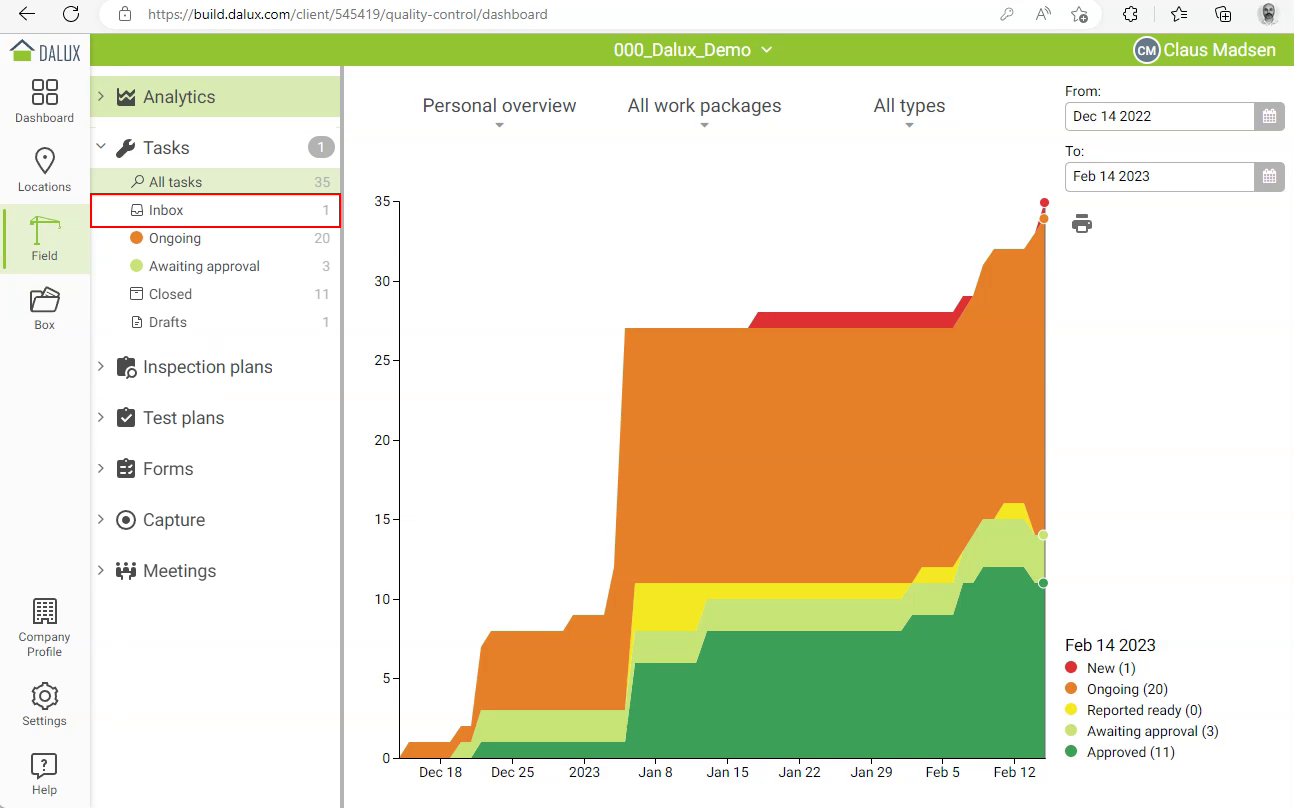 https://build.dalux.com/client/545419/quality-control/dashboard
DALUX
000_Dalux_Demo
CM Claus Madsen
Dashboard
Locations
Field
Box
Company
Profile
Settings
Help
Analytics
Tasks 1
All tasks 35
Inbox 1
Ongoing 20
Awaiting approval 3
Closed 11
Drafts 1
Inspection plans
Test plans
Forms
Capture
Meetings
Personal overview
All work packages
All types
From:
Dec 14 2022
To:
Feb 14 2023
35
30
25
20
15
10
5
0
Dec 18
Dec 25
2023
Jan 8
Jan 15
Jan 22
Jan 29
Feb 5
Feb 12
Feb 14 2023
New (1)
Ongoing (20)
Reported ready (0)
Awaiting approval (3)
Approved (11)